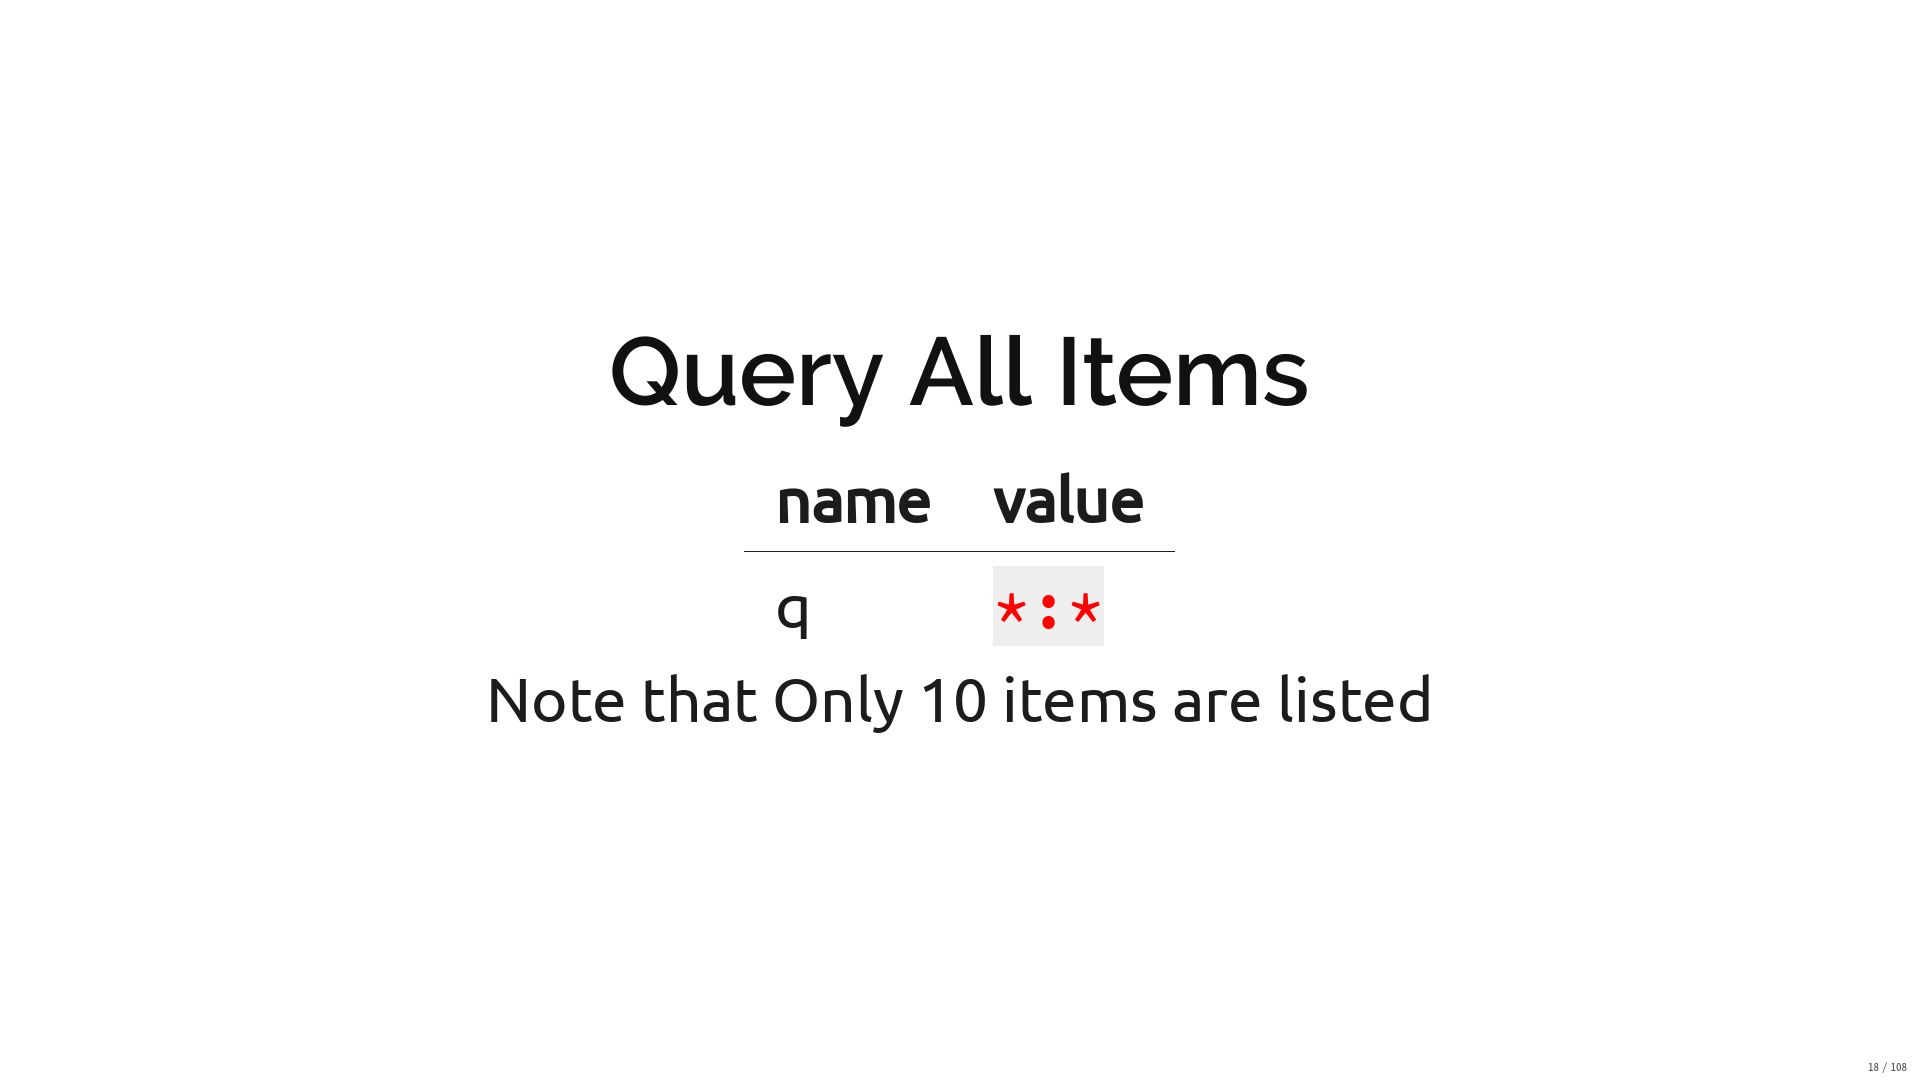 Query All Items
name value
q *:*
Note that Only 10 items are listed
18 / 108